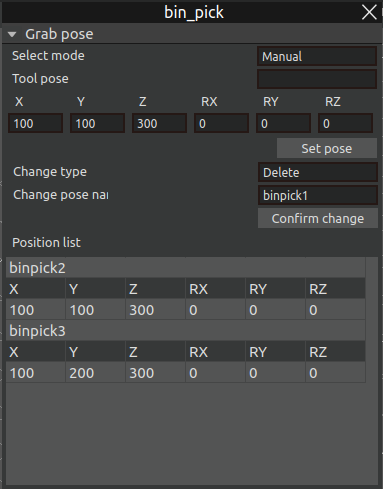 bin_pick
Grab pose
Select mode Manual
Tool pose
X Y Z RX RY RZ
100 100 300 0 0 0
Set pose
Change type Delete
Change pose nar binpick1
Confirm change
Position list
binpick2
X Y Z RX RY RZ
100 100 300 0 0 0
binpick3
X Y Z RX RY RZ
100 200 300 0 0 0